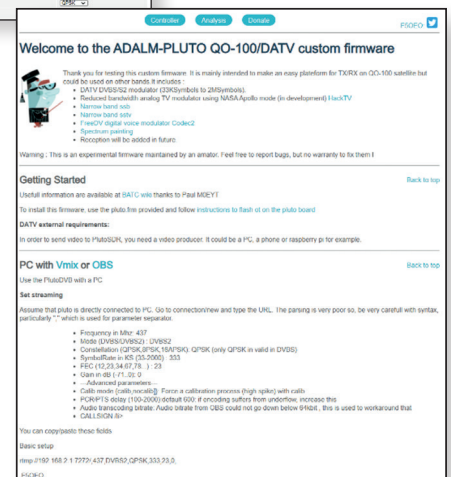 QPSK
Controller Analysis Donate
F5OEO
Welcome to the ADALM-PLUTO QO-100/DATV custom firmware
Thank you for testing this custom firmware. It is mainly intended to make an easy plateform for TX/RX on QO-100 satellite but
could be used on other bands.It includes :
DATV DVBS/S2 modulator (33KSymbols to 2MSymbols).
Reduced bandwidth analog TV modulator using NASA Apollo mode (in development) HackTV
Narrow band ssb
Narrow band sstv
FreeDV digital voice modulator Codec2
Spectrum painting
Reception will be added in future
Warning : This is an experimental firmware maintained by an amator. Feel free to report bugs, but no warranty to fix them !
Getting Started
Back to top
Usefull information are available at BATC wiki thanks to Paul M0EYT
To install this firmware, use the pluto.frm provided and follow instructions to flash ot on the pluto board
DATV external requirements:
In order to send video to PlutoSDR, you need a video producer. It could be a PC, a phone or raspberry pi for example.
PC with Vmix or OBS
Back to top
Use the PlutoDVB with a PC
Set streaming
Assume that pluto is directly connected to PC. Go to connection/new and type the URL. The parsing is very poor so, be very carefull with syntax,
particularly "," which is used for parameter separator.
Frequency in Mhz: 437
Mode (DVBS/DVBS2) : DVBS2
Constellation (QPSK,8PSK,16APSK): QPSK (only QPSK in valid in DVBS)
SymbolRate in KS (33-2000) : 333
FEC (12,23,34,67,78.. ) : 23
Gain in dB (-71..0): 0
---Advanced parameters---
Calib mode (calib,nocalib): Force a calibration process (high spike) with calib
PCR/PTS delay (100-2000) default 600: if encoding suffers from underflow, increase this
Audio transcoding bitrate: Audio bitrate from OBS could not go down below 64kbit , this is used to workaround that
CALLSIGN /li>
You can copy/paste these fields
Basic setup
rtmp://192.168.2.1:7272/,437,DVBS2,QPSK,333,23,0,
,F5OEO,